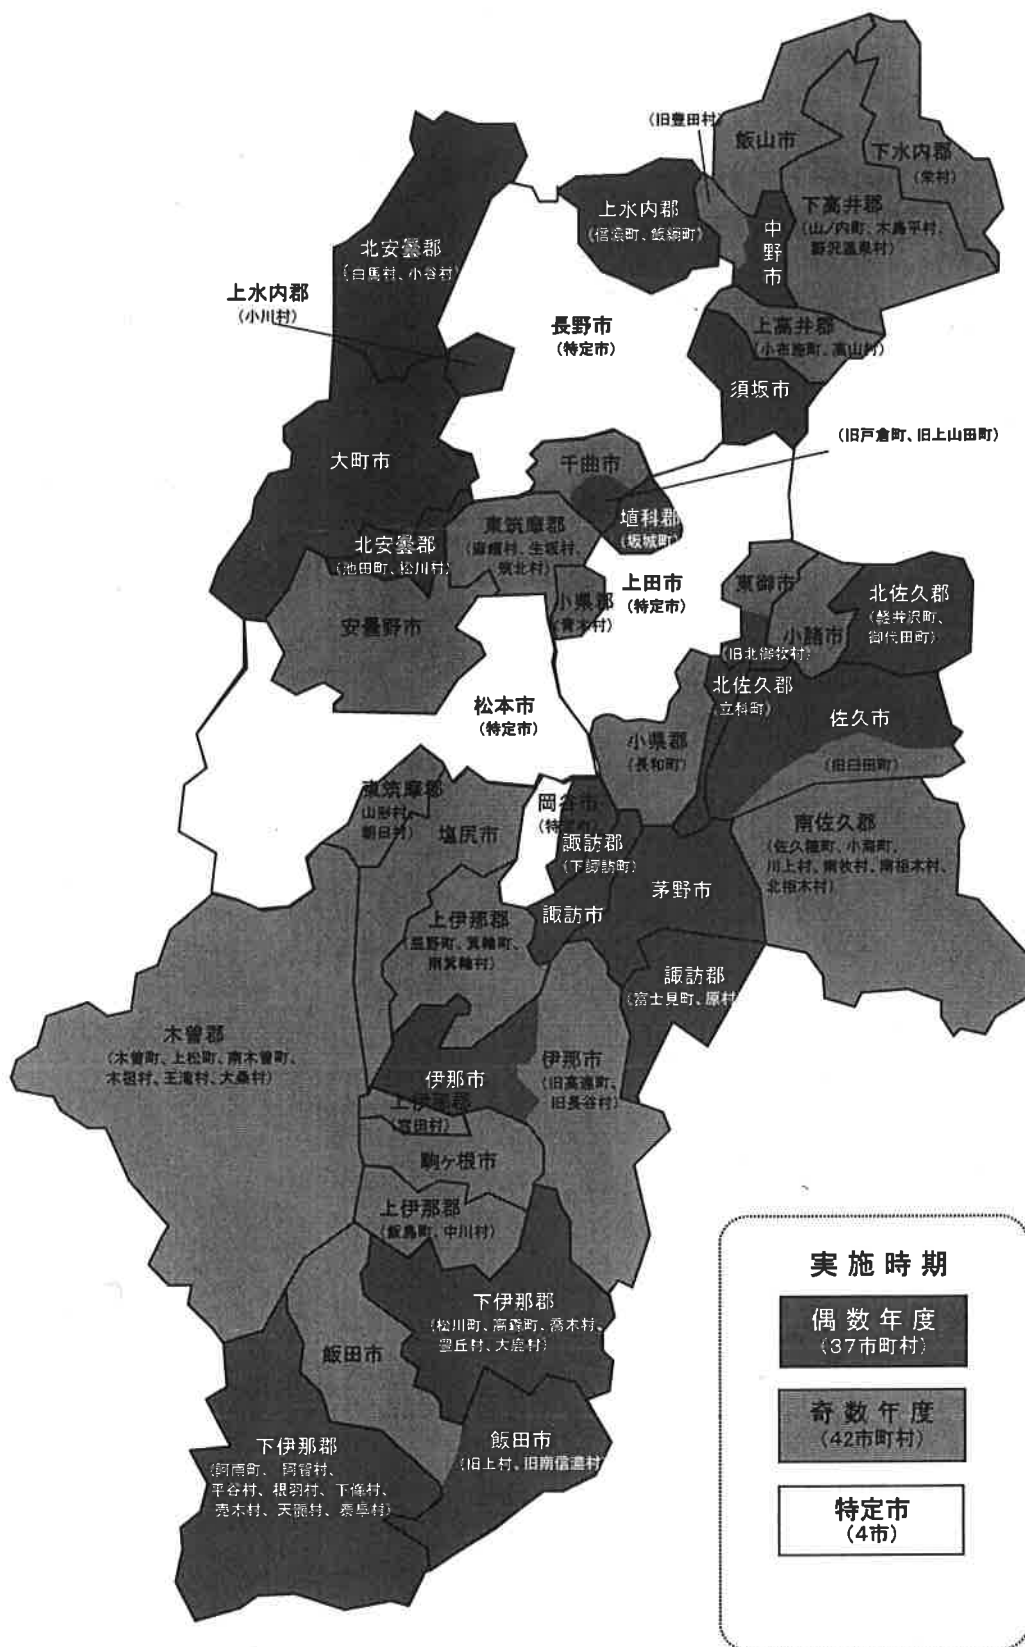 (旧豊田村)
飯山市
下水内郡
(栄村)
上水内郡
(信濃町、飯綱町)
中野市
下高井郡
(山ノ内町、木島平村、
野沢温泉村)
北安曇郡
(白馬村、小谷村)
上水内郡
(小川村)
長野市
(特定市)
上高井郡
(小布施町、高山村)
須坂市
(旧戸倉町、旧上山田町)
大町市
千曲市
埴科郡
(坂城町)
北安曇郡
(池田町、松川村)
東筑摩郡
(麻績村、生坂村、
筑北村)
上田市
(特定市)
小県郡
(青木村)
東御市
(旧北御牧村)
小諸市
北佐久郡
(軽井沢町、
御代田町)
安曇野市
松本市
(特定市)
北佐久郡
(立科町)
佐久市
(旧臼田町)
小県郡
(長和町)
東筑摩郡
山形村、
朝日村)
塩尻市
岡谷市
(特定市)
諏訪郡
(下諏訪町)
南佐久郡
(佐久穂町、小海町、
川上村、南牧村、南相木村、
北相木村)
茅野市
諏訪市
上伊那郡
(辰野町、箕輪町、
南箕輪村)
諏訪郡
(富士見町、原村)
木曽郡
(木曽町、上松町、南木曽町、
木祖村、王滝村、大桑村)
伊那市
伊那市
(旧高遠町、
旧長谷村)
上伊那郡
(宮田村)
駒ヶ根市
上伊那郡
(飯島町、中川村)
下伊那郡
(松川町、高森町、喬木村、
豊丘村、大鹿村)
飯田市
飯田市
(旧上村、旧南信濃村)
下伊那郡
(阿南町、阿智村、
平谷村、根羽村、下條村、
売木村、天龍村、泰阜村)
実施時期
偶数年度
(37市町村)
奇数年度
(42市町村)
特定市
(4市)